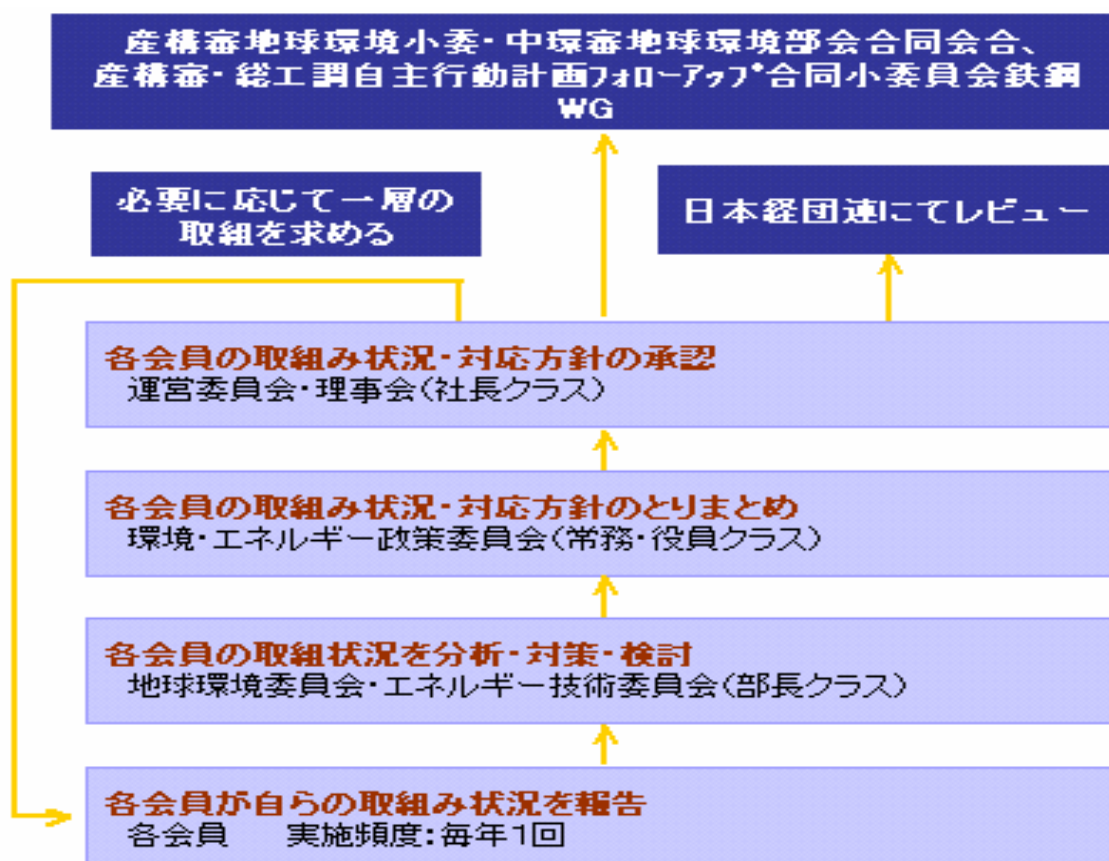 産構審地球環境小委・中環審地球環境部会合同会合、
産構審・総工調自主行動計画ﾌｫﾛｰｱｯﾌﾟ合同小委員会鉄鋼
WG
必要に応じて一層の
取組を求める
日本経団連にてレビュー
各会員の取組み状況・対応方針の承認
運営委員会・理事会(社長クラス)
各会員の取組み状況・対応方針のとりまとめ
環境・エネルギー政策委員会(常務・役員クラス)
各会員の取組状況を分析・対策・検討
地球環境委員会・エネルギー技術委員会(部長クラス)
各会員が自らの取組み状況を報告
各会員　実施頻度:毎年1回